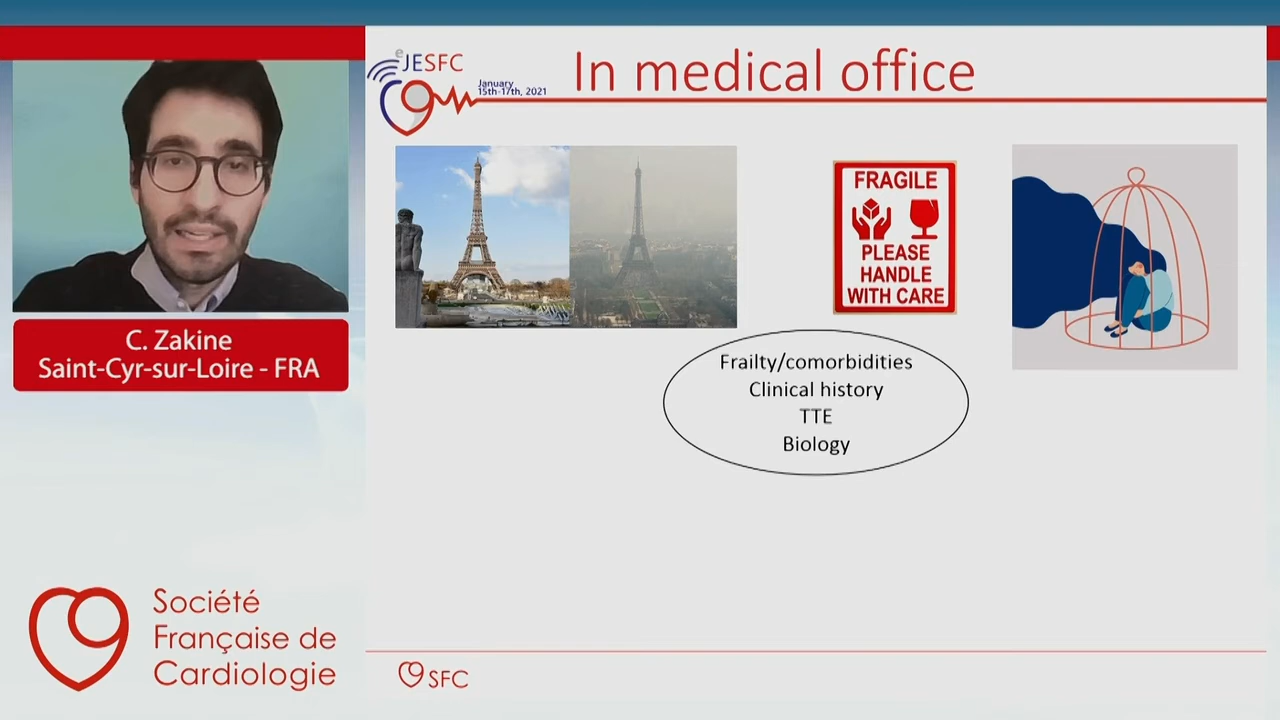 C. Zakine
Saint-Cyr-sur-Loire - FRA
Société
Française de
Cardiologie
eJESFC
January
15th-17th, 2021
In medical office
FRAGILE
PLEASE
HANDLE
WITH CARE
Frailty/comorbidities
Clinical history
TTE
Biology
SFC